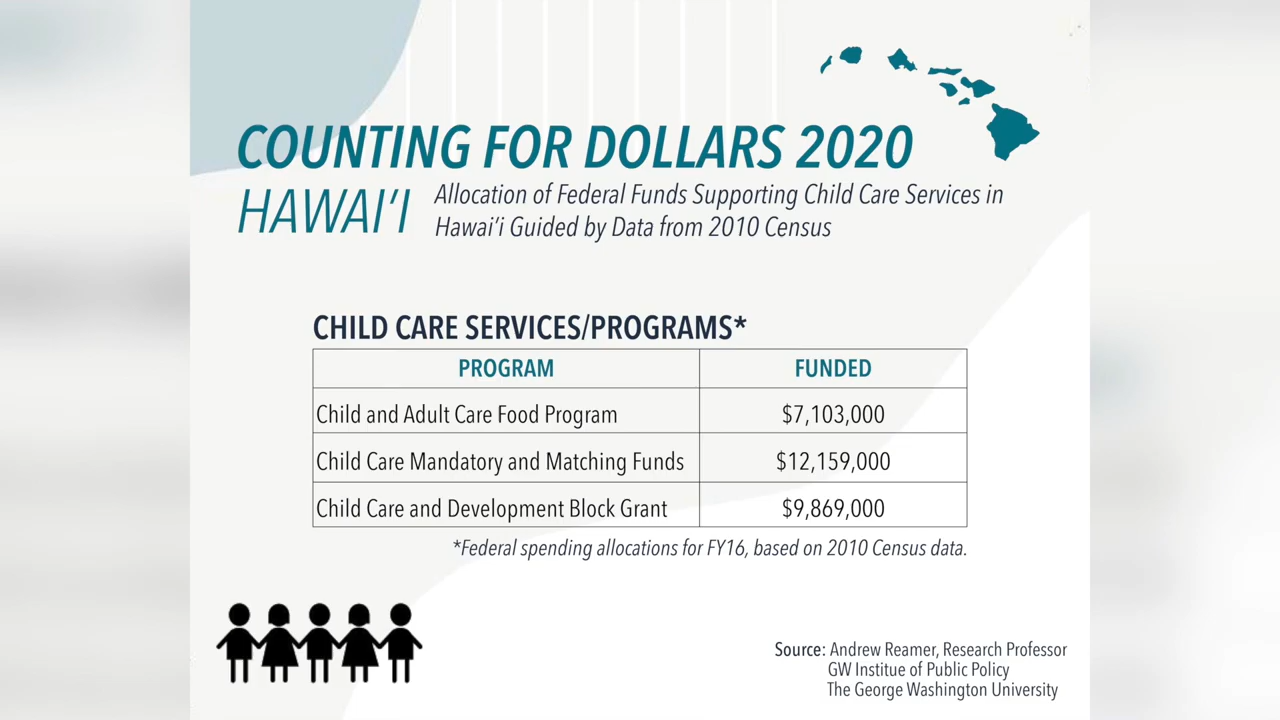 COUNTING FOR DOLLARS 2020
HAWAI‘I
Allocation of Federal Funds Supporting Child Care Services in
Hawai‘i Guided by Data from 2010 Census
CHILD CARE SERVICES/PROGRAMS*
PROGRAM FUNDED
Child and Adult Care Food Program $7,103,000
Child Care Mandatory and Matching Funds $12,159,000
Child Care and Development Block Grant $9,869,000
*Federal spending allocations for FY16, based on 2010 Census data.
Source: Andrew Reamer, Research Professor
GW Institue of Public Policy
The George Washington University